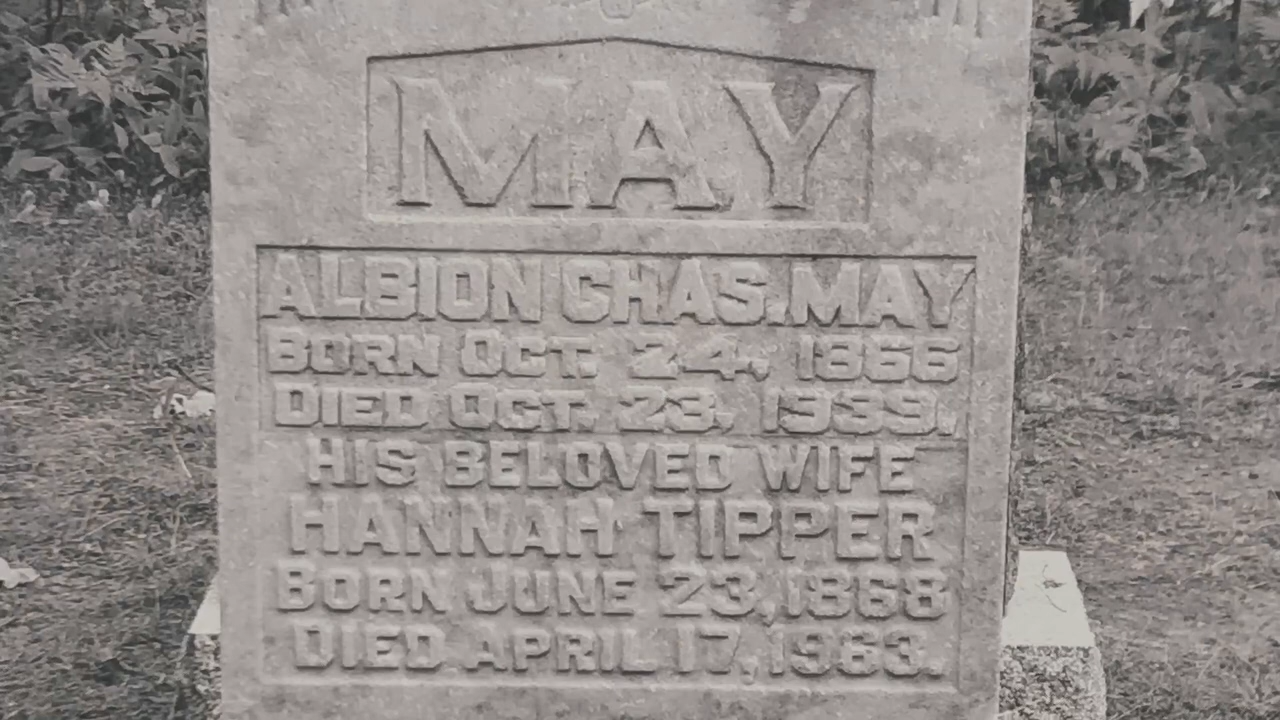 MAY
ALBION CHAS. MAY
BORN OCT. 24, 1866
DIED OCT. 23, 1939.
HIS BELOVED WIFE
HANNAH TIPPER
BORN JUNE 23, 1868
DIED APRIL 17, 1963.